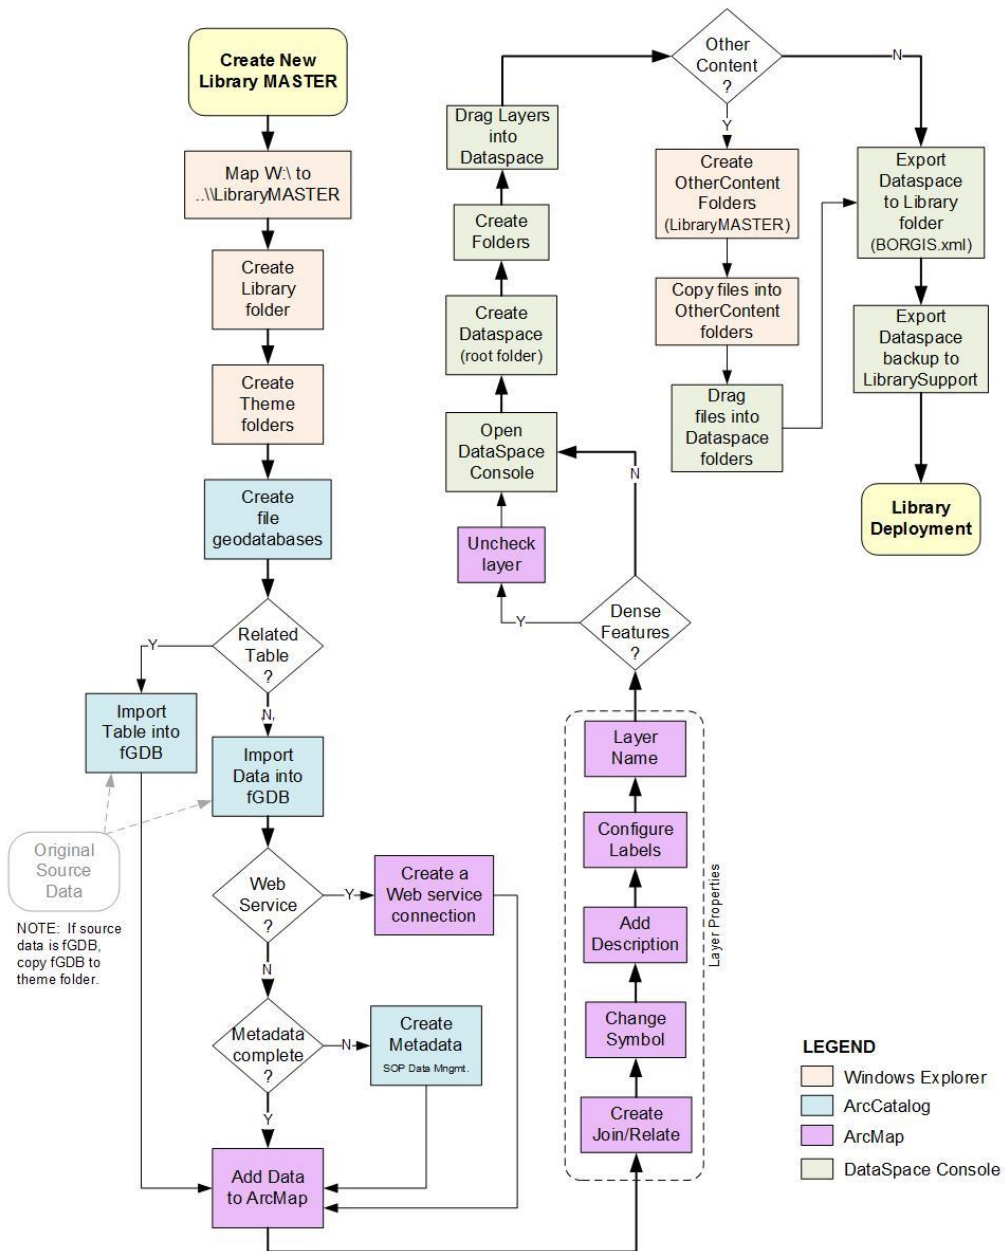 Create New
Library MASTER
Map W:\ to
..\\LibraryMASTER
Create
Library
folder
Create
Theme
folders
Create
file
geodatabases
Related
Table
?
Y
N
Import
Table into
fGDB
Import
Data into
fGDB
Original
Source
Data
NOTE: If source
data is fGDB,
copy fGDB to
theme folder.
Web
Service
?
Y
Create a
Web service
connection
N
Metadata
complete
?
N
Create
Metadata
SOP Data Mngmt.
Y
Add Data
to ArcMap
Create
Join/Relate
Change
Symbol
Add
Description
Configure
Labels
Layer
Name
Layer Properties
Dense
Features
?
Y
N
Uncheck
layer
Open
DataSpace
Console
Create
Dataspace
(root folder)
Create
Folders
Drag Layers
into
Dataspace
Other
Content
?
N
Y
Create
OtherContent
Folders
(LibraryMASTER)
Copy files into
OtherContent
folders
Drag
files into
Dataspace
folders
Export
Dataspace
to Library
folder
(BORGIS.xml)
Export
Dataspace
backup to
LibrarySupport
Library
Deployment
LEGEND
Windows Explorer
ArcCatalog
ArcMap
DataSpace Console